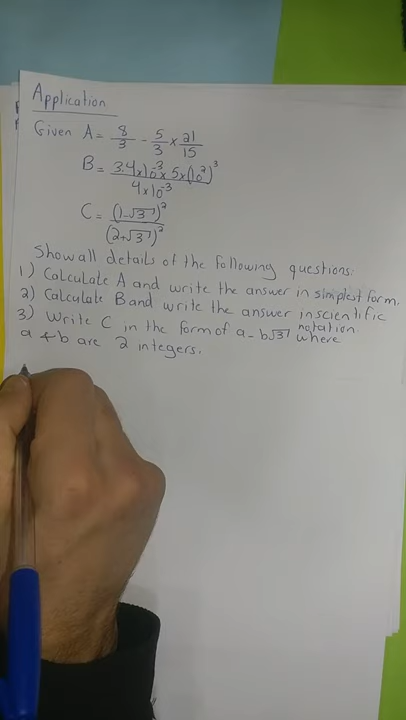 Application
Given A = 8/3 - 5/3 × 21/15
B = 3.4×10^-3 × 5×(10^2)^3 / 4×10^-3
C = (1-√3)^2 / (2+√3)^2
Show all details of the following questions:
1) Calculate A and write the answer in simplest form.
2) Calculate B and write the answer in scientific
notation
3) Write C in the form of a - b√3 where
a & b are 2 integers.